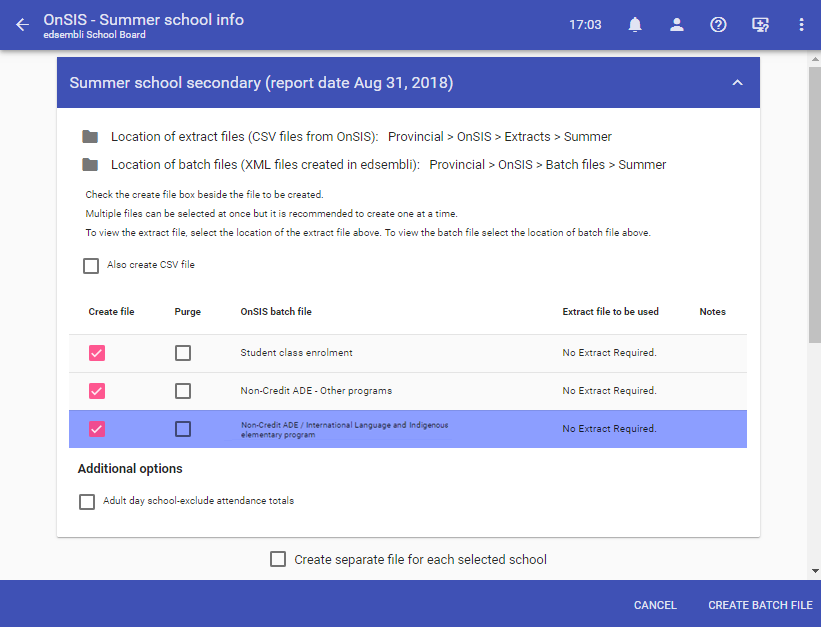 OnSIS - Summer school info
edsembli School Board
17:03
Summer school secondary (report date Aug 31, 2018)
Location of extract files (CSV files from OnSIS): Provincial > OnSIS > Extracts > Summer
Location of batch files (XML files created in edsembli): Provincial > OnSIS > Batch files > Summer
Check the create file box beside the file to be created.
Multiple files can be selected at once but it is recommended to create one at a time.
To view the extract file, select the location of the extract file above. To view the batch file select the location of batch file above.
Also create CSV file
Create file Purge OnSIS batch file Extract file to be used Notes
Student class enrolment No Extract Required.
Non-Credit ADE - Other programs No Extract Required.
Non-Credit ADE / International Language and Indigenous
elementary program No Extract Required.
Additional options
Adult day school-exclude attendance totals
Create separate file for each selected school
CANCEL CREATE BATCH FILE